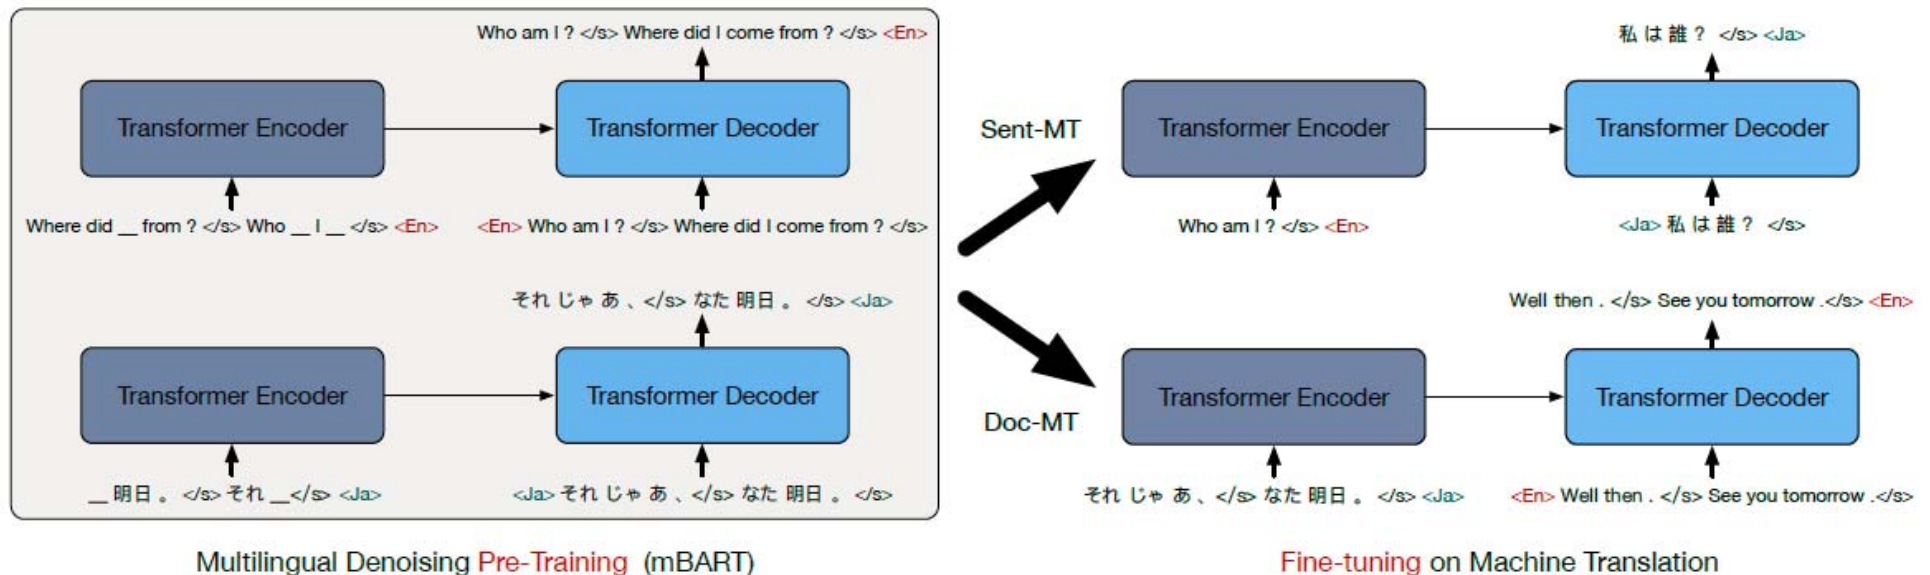 Who am I ? </s> Where did I come from ? </s> <En>
Transformer Encoder
Transformer Decoder
Where did __ from ? </s> Who __ I __ </s> <En>
<En> Who am I ? </s> Where did I come from ? </s>
それ じゃ あ 、</s> なた 明日 。 </s> <Ja>
Transformer Encoder
Transformer Decoder
__ 明日 。 </s> それ __</s> <Ja>
<Ja> それ じゃ あ 、</s> なた 明日 。 </s>
Multilingual Denoising Pre-Training (mBART)
Sent-MT
Doc-MT
私 は 誰 ? </s> <Ja>
Transformer Encoder
Transformer Decoder
Who am I ? </s> <En>
<Ja> 私 は 誰 ? </s>
Well then . </s> See you tomorrow .</s> <En>
Transformer Encoder
Transformer Decoder
それ じゃ あ 、</s> なた 明日 。 </s> <Ja>
<En> Well then . </s> See you tomorrow .</s>
Fine-tuning on Machine Translation